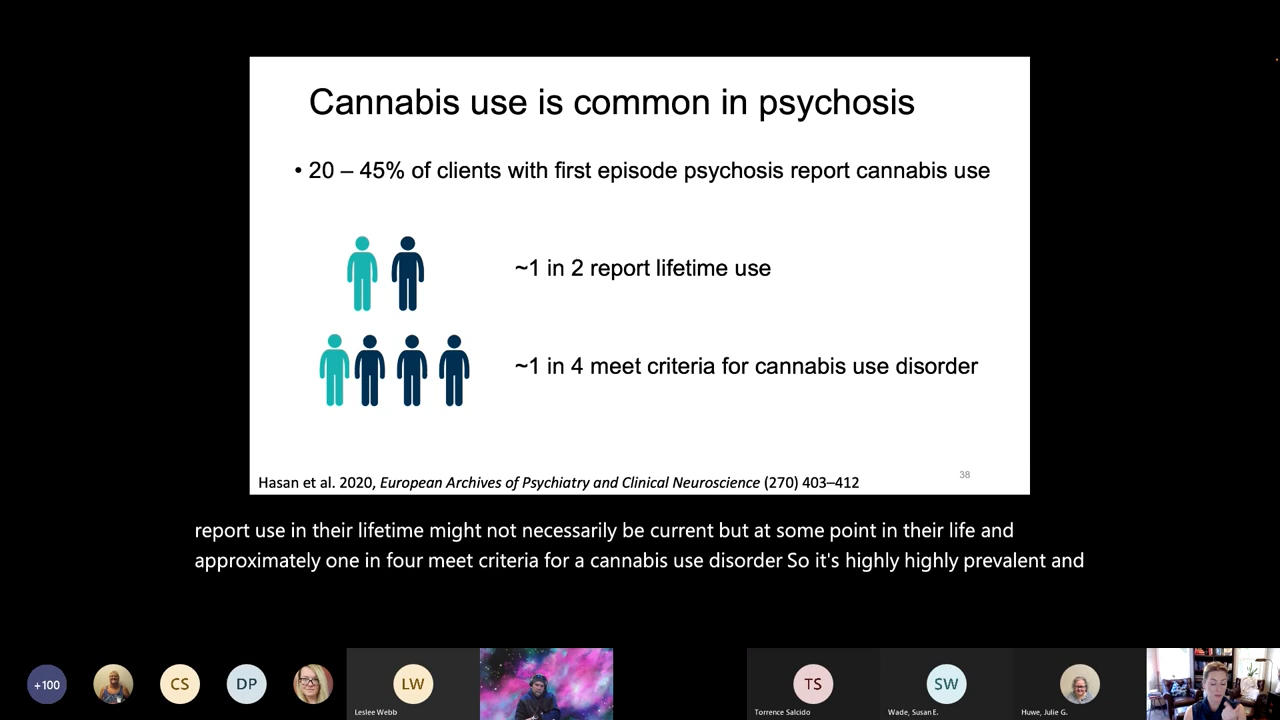 Cannabis use is common in psychosis
• 20 – 45% of clients with first episode psychosis report cannabis use
~1 in 2 report lifetime use
~1 in 4 meet criteria for cannabis use disorder
38
Hasan et al. 2020, European Archives of Psychiatry and Clinical Neuroscience (270) 403–412
report use in their lifetime might not necessarily be current but at some point in their life and
approximately one in four meet criteria for a cannabis use disorder So it's highly highly prevalent and
+100
CS
DP
LW
TS
SW
Leslee Webb
Torrence Salcido
Wade, Susan E.
Huwe, Julie G.